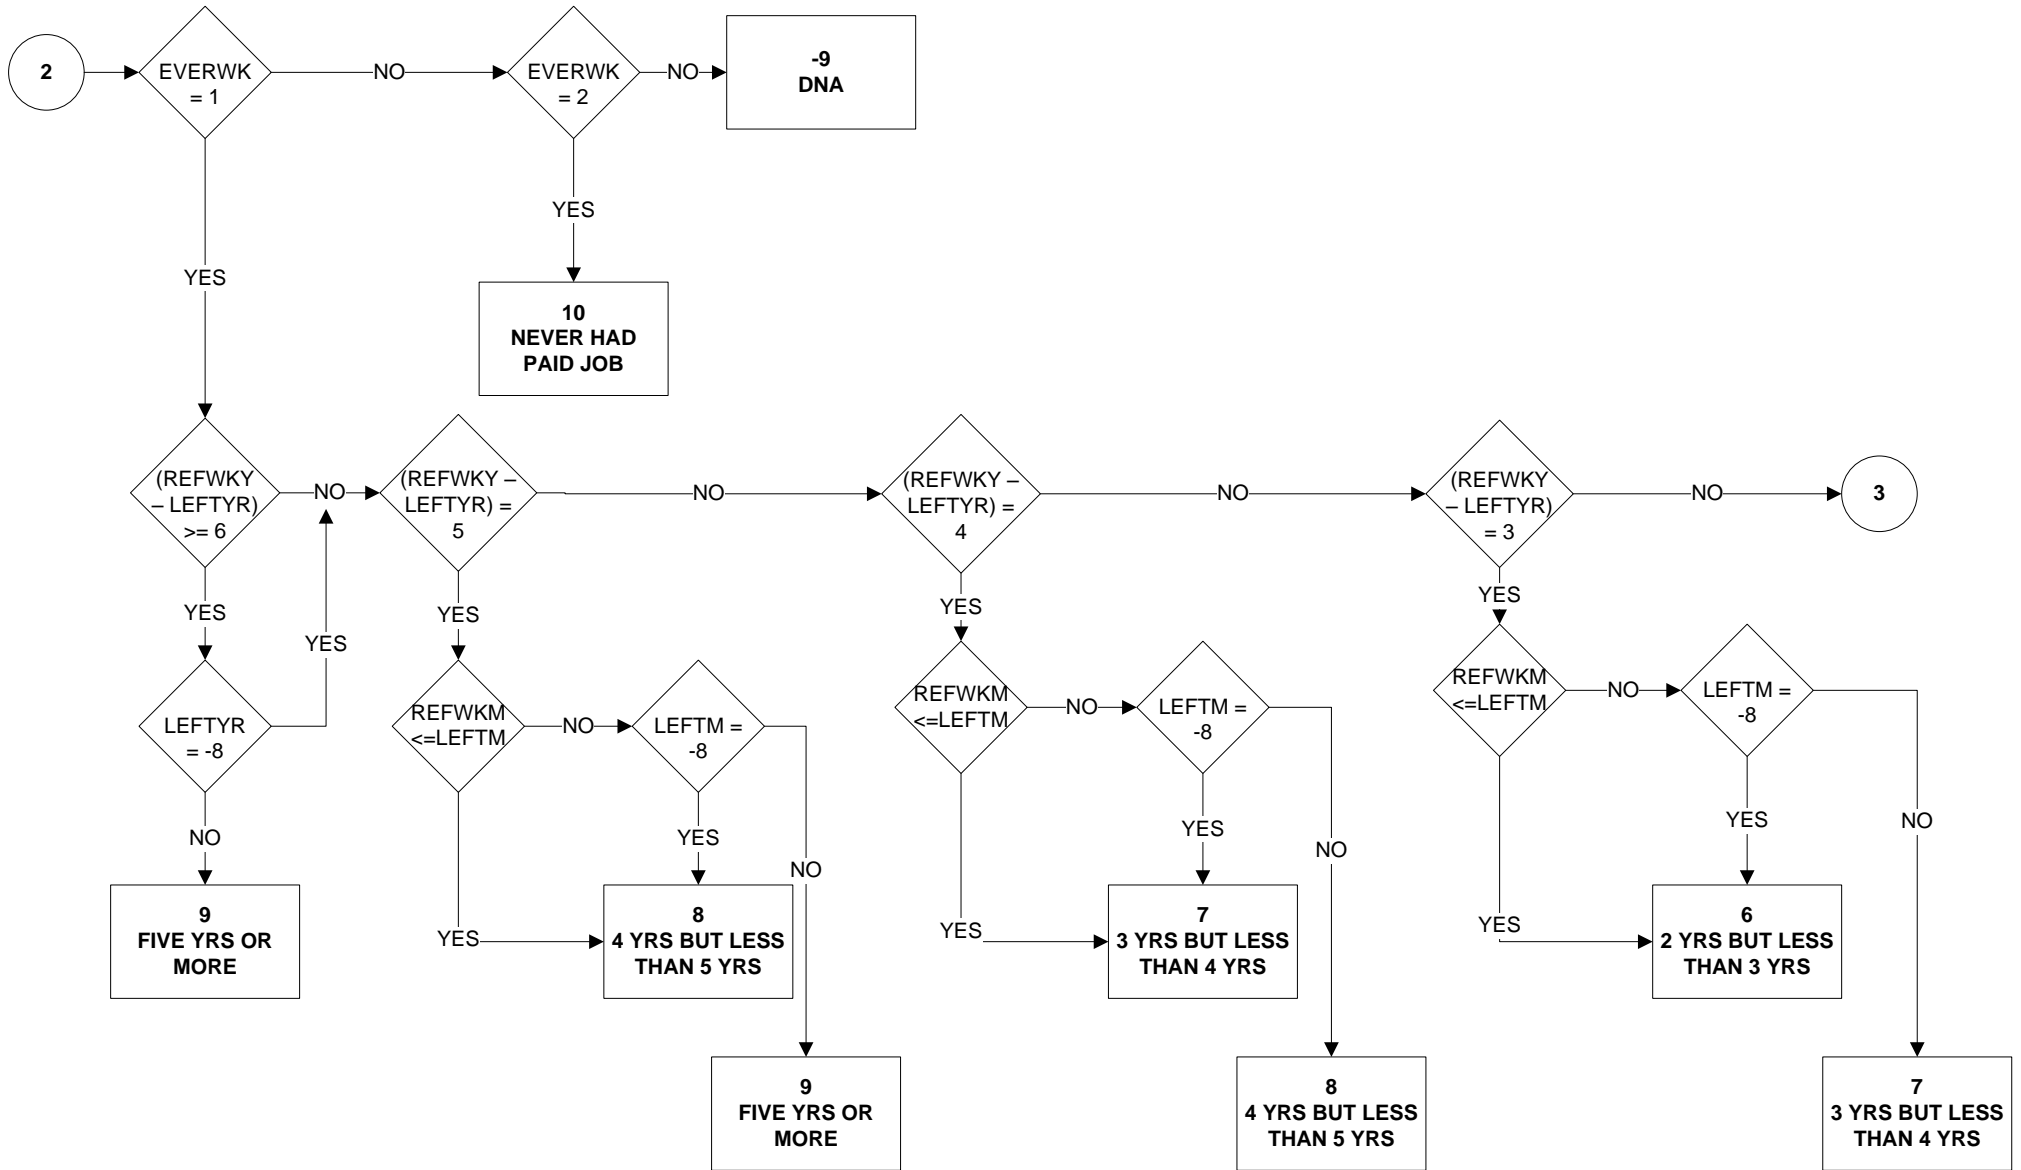 2
EVERWK
= 1
NO
EVERWK
= 2
NO
-9
DNA
YES
YES
10
NEVER HAD
PAID JOB
(REFWKY
– LEFTYR)
>= 6
NO
(REFWKY –
LEFTYR) =
5
NO
(REFWKY –
LEFTYR) =
4
NO
(REFWKY
– LEFTYR)
= 3
NO
3
YES
YES
YES
YES
YES
LEFTYR
= -8
REFWKM
<=LEFTM
NO
LEFTM =
-8
REFWKM
<=LEFTM
NO
LEFTM =
-8
REFWKM
<=LEFTM
NO
LEFTM =
-8
NO
YES
NO
YES
NO
YES
NO
YES
YES
YES
9
FIVE YRS OR
MORE
8
4 YRS BUT LESS
THAN 5 YRS
7
3 YRS BUT LESS
THAN 4 YRS
6
2 YRS BUT LESS
THAN 3 YRS
9
FIVE YRS OR
MORE
8
4 YRS BUT LESS
THAN 5 YRS
7
3 YRS BUT LESS
THAN 4 YRS